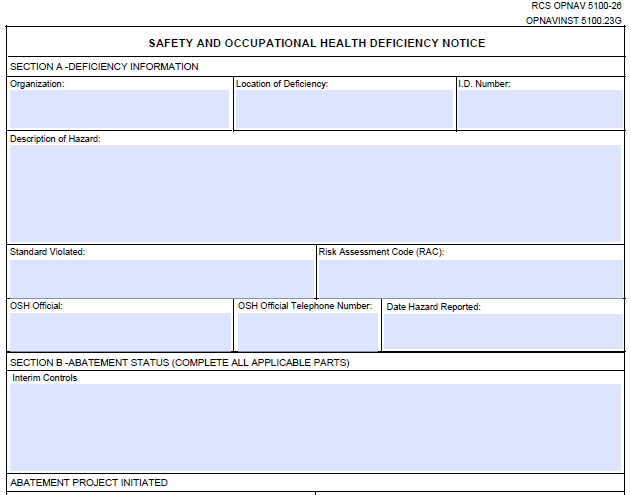 RCS OPNAV 5100-26
OPNAVINST 5100.23G
SAFETY AND OCCUPATIONAL HEALTH DEFICIENCY NOTICE
SECTION A -DEFICIENCY INFORMATION
Organization: Location of Deficiency: I.D. Number:
Description of Hazard:
Standard Violated: Risk Assessment Code (RAC):
OSH Official: OSH Official Telephone Number: Date Hazard Reported:
SECTION B -ABATEMENT STATUS (COMPLETE ALL APPLICABLE PARTS)
Interim Controls
ABATEMENT PROJECT INITIATED